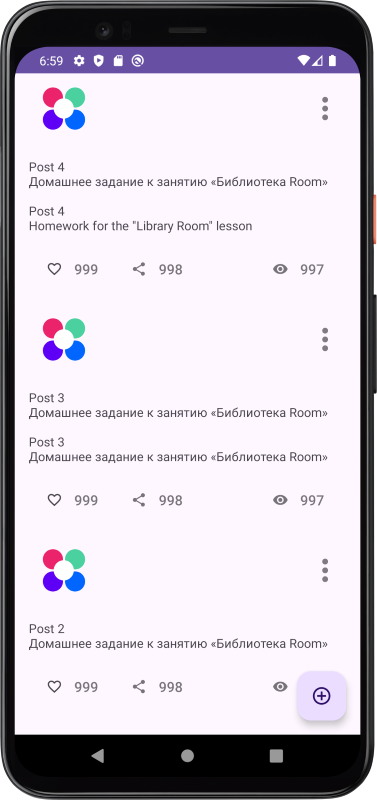 6:59
Post 4
Домашнее задание к занятию «Библиотека Room»
Post 4
Homework for the "Library Room" lesson
999 998 997
Post 3
Домашнее задание к занятию «Библиотека Room»
Post 3
Домашнее задание к занятию «Библиотека Room»
999 998 997
Post 2
Домашнее задание к занятию «Библиотека Room»
999 998